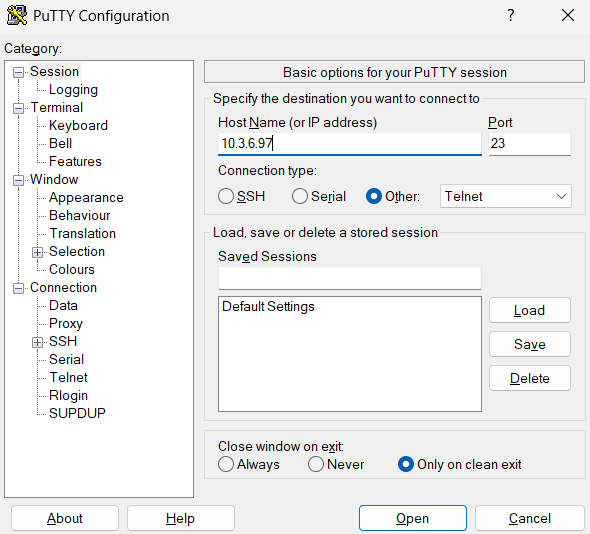 PuTTY Configuration ? ×
Category:
Session
Logging
Terminal
Keyboard
Bell
Features
Window
Appearance
Behaviour
Translation
Selection
Colours
Connection
Data
Proxy
SSH
Serial
Telnet
Rlogin
SUPDUP
Basic options for your PuTTY session
Specify the destination you want to connect to
Host Name (or IP address) Port
10.3.6.97 23
Connection type:
SSH Serial Other: Telnet
Load, save or delete a stored session
Saved Sessions
Default Settings
Load
Save
Delete
Close window on exit:
Always Never Only on clean exit
About Help Open Cancel